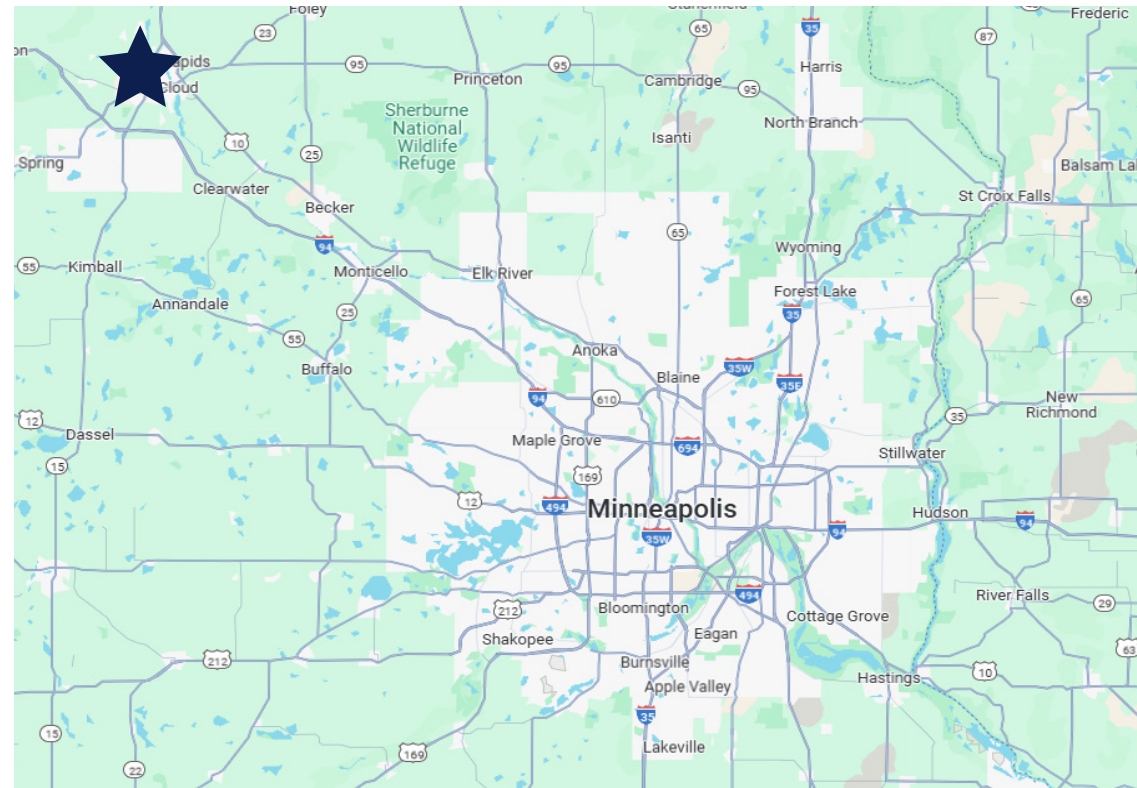 Foley
Frederic
65
35
87
23
on
apids
Harris
95
95
Princeton
Cambridge
Cloud
95
Sherburne
National
Wildlife
Refuge
North Branch
Isanti
10
25
Spring
Balsam La
Clearwater
St Croix Falls
Becker
65
94
Wyoming
55
Kimball
Monticello
Elk River
Forest Lake
Annandale
65
25
35
55
Anoka
Buffalo
35W
Blaine
35E
94
610
New
Richmond
12
35
Dassel
Maple Grove
694
Stillwater
15
169
12
494
Minneapolis
Hudson
94
94
35W
494
River Falls
212
Bloomington
29
Cottage Grove
Shakopee
Eagan
63
212
Burnsville
10
Hastings
Apple Valley
35
15
Lakeville
169
22